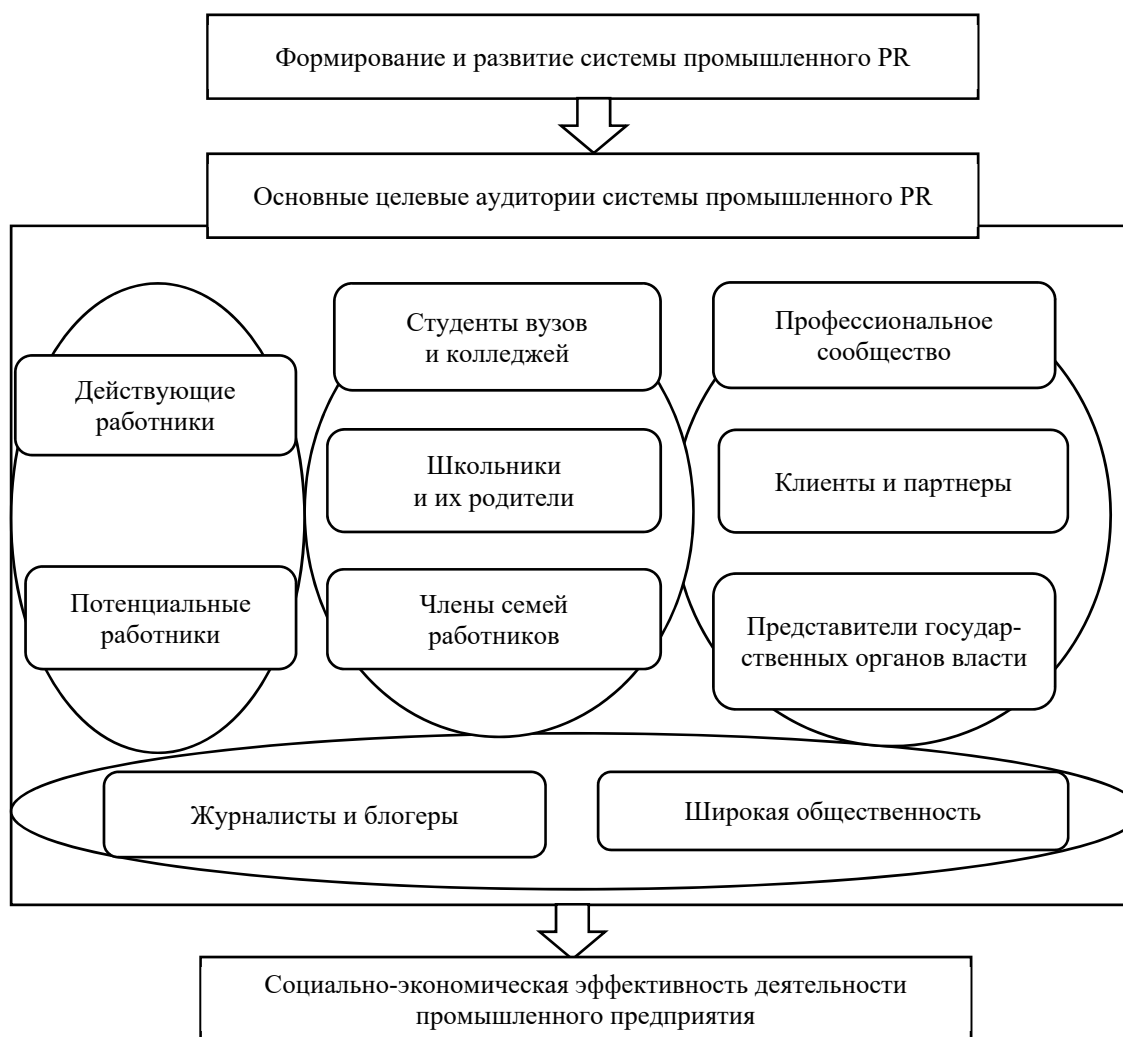 Формирование и развитие системы промышленного PR
Основные целевые аудитории системы промышленного PR
Действующие
работники
Потенциальные
работники
Студенты вузов
и колледжей
Школьники
и их родители
Члены семей
работников
Профессиональное
сообщество
Клиенты и партнеры
Представители государ-
ственных органов власти
Журналисты и блогеры
Широкая общественность
Социально-экономическая эффективность деятельности
промышленного предприятия